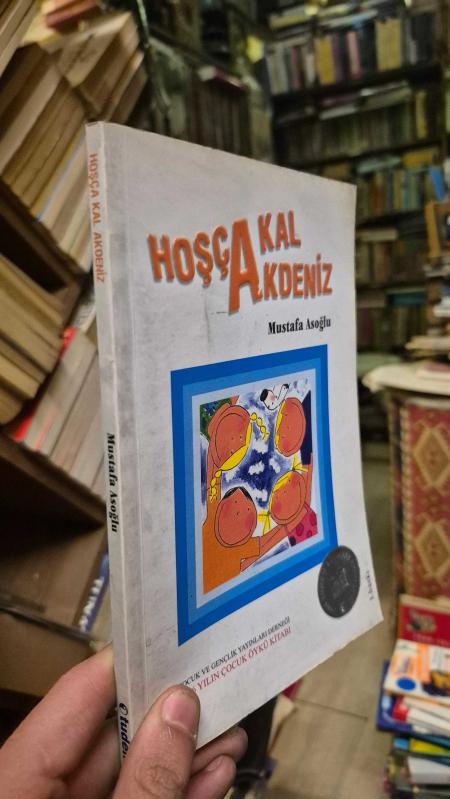 HOŞÇA KAL AKDENİZ
Mustafa Asoğlu
tudem
HOŞÇA KAL
AKDENİZ
Mustafa Asoğlu
ÇOCUK VE GENÇLİK YAYINLARI DERNEĞİ
YILIN ÇOCUK ÖYKÜ KİTABI